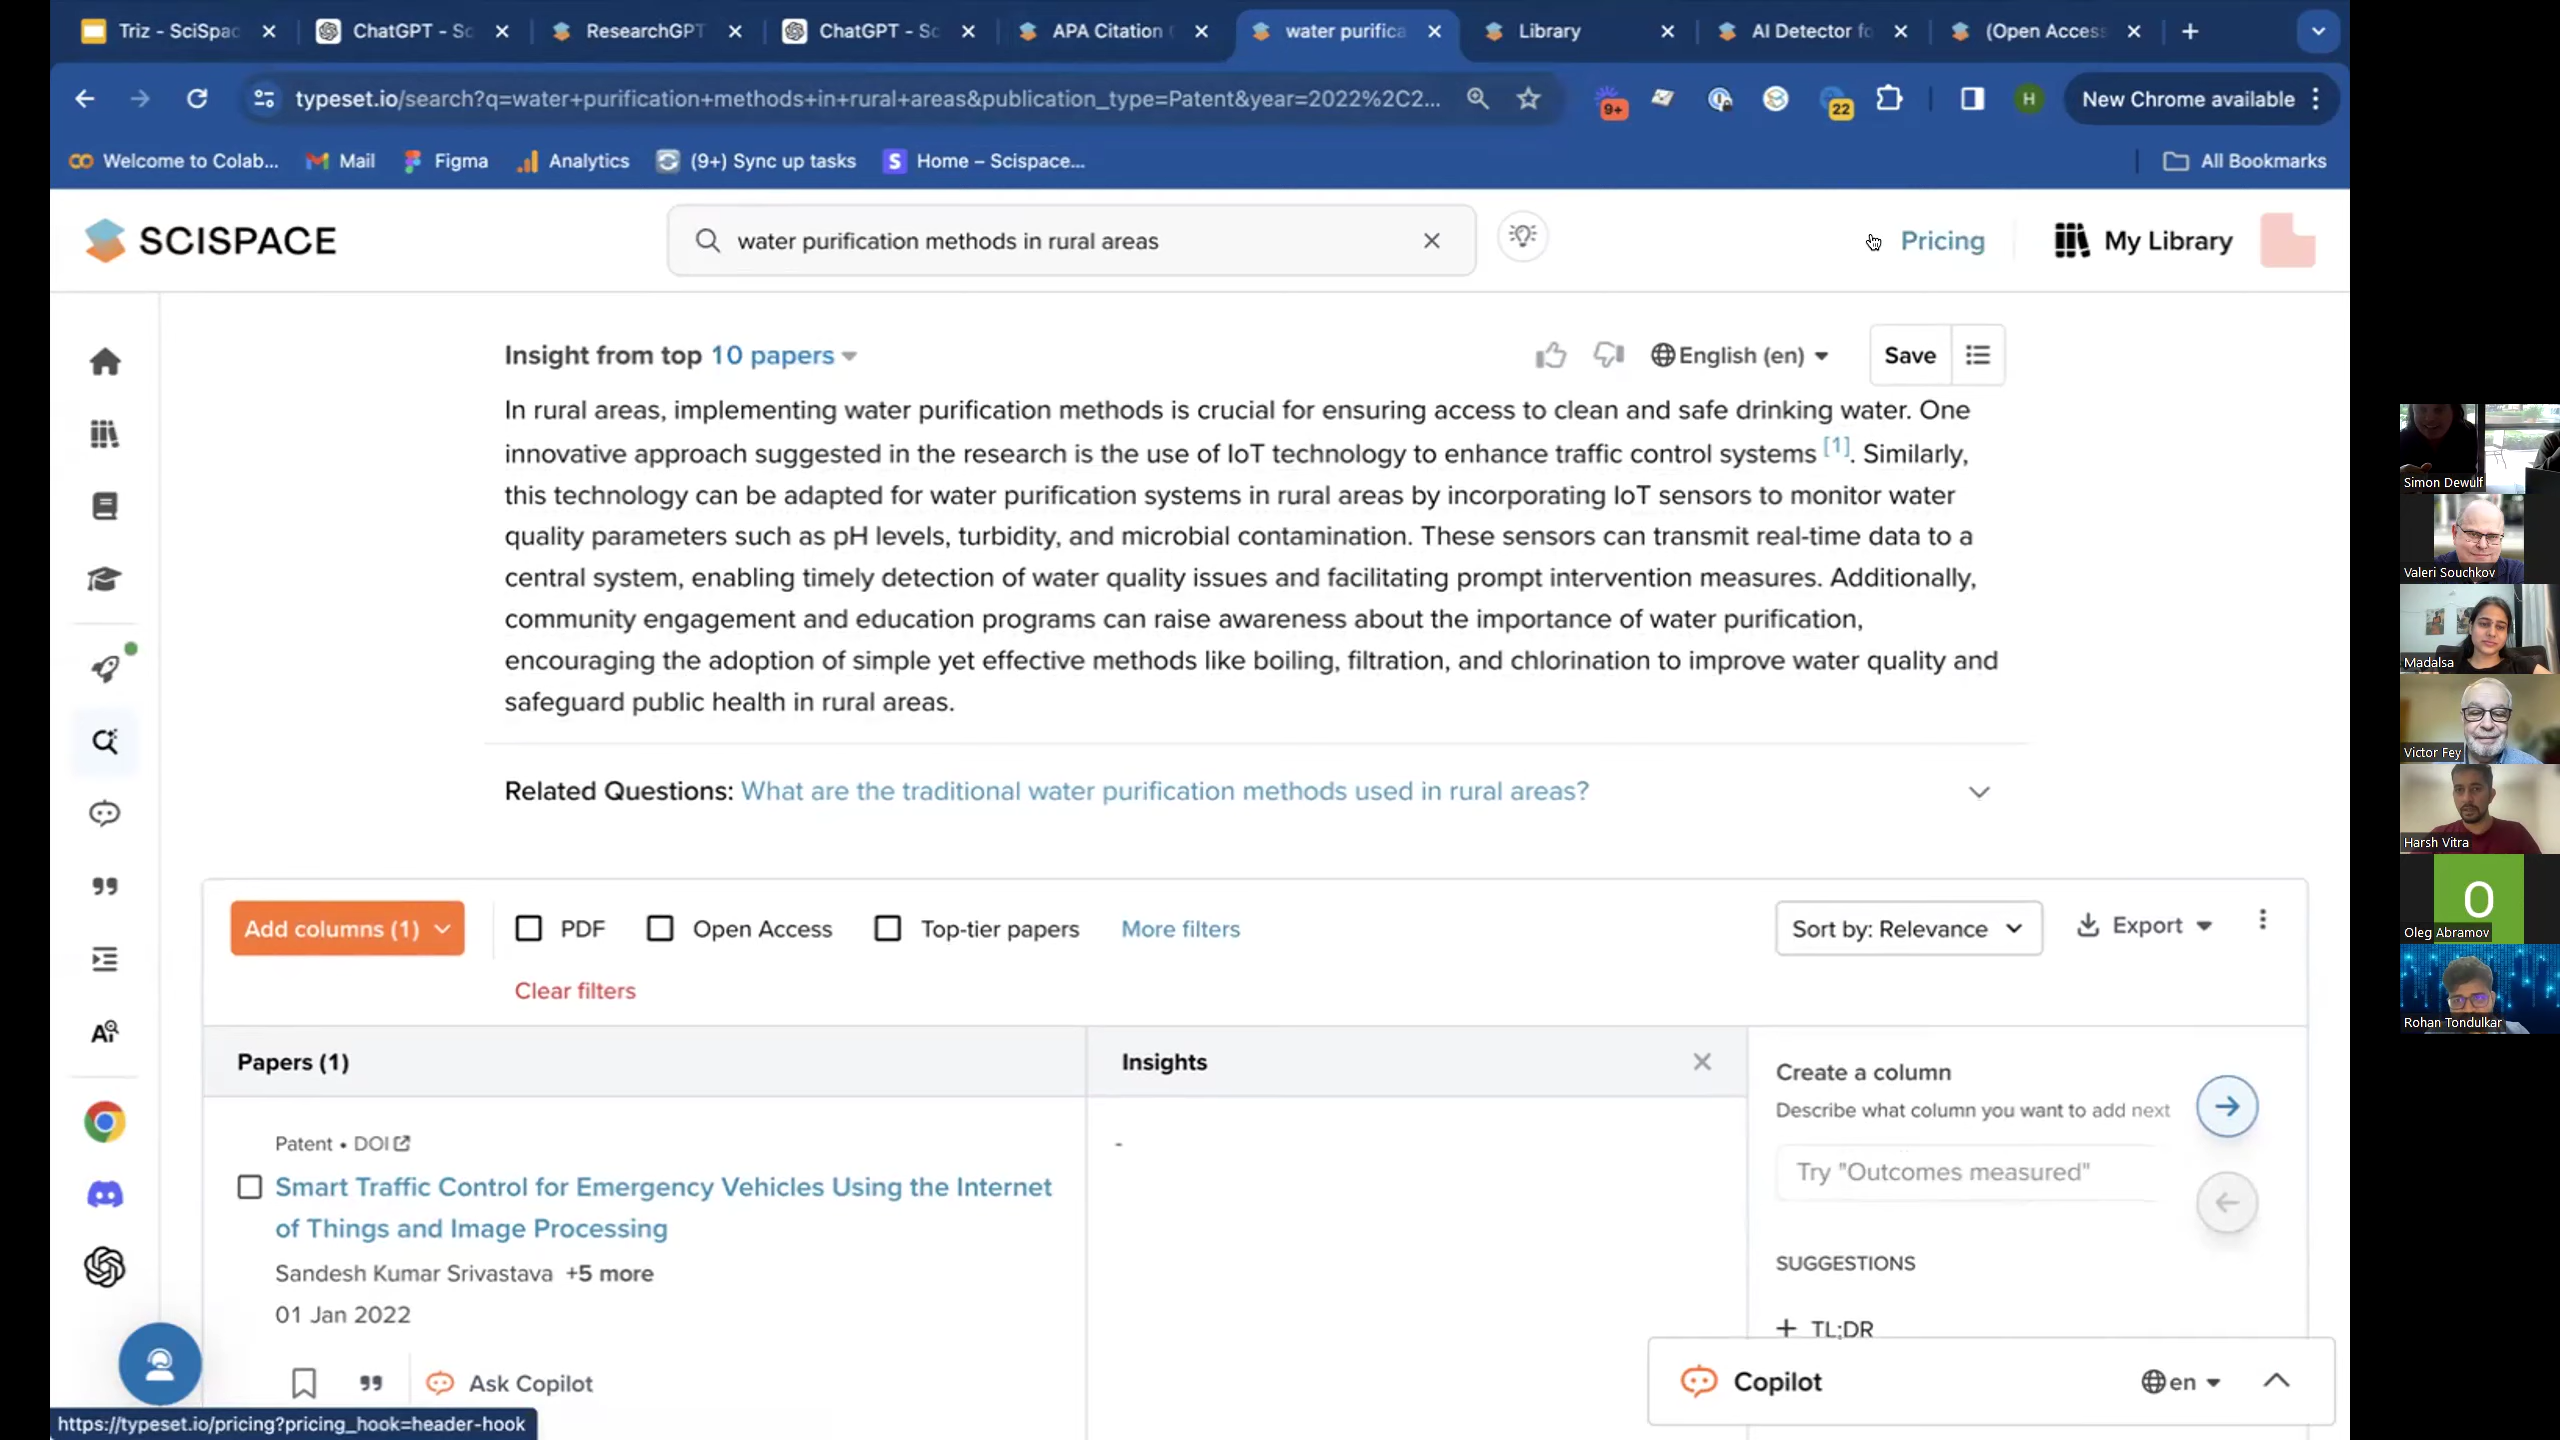 Triz - SciSpac
ChatGPT - Sc
ResearchGPT
ChatGPT - Sc
APA Citation
water purifica
Library
AI Detector fo
(Open Access
typeset.io/search?q=water+purification+methods+in+rural+areas&publication_type=Patent&year=2022%2C2...
9+
22
H
New Chrome available
Welcome to Colab...
Mail
Figma
Analytics
(9+) Sync up tasks
S
Home – Scispace...
All Bookmarks
SCISPACE
water purification methods in rural areas
Pricing
My Library
Insight from top 10 papers
English (en)
Save
In rural areas, implementing water purification methods is crucial for ensuring access to clean and safe drinking water. One
innovative approach suggested in the research is the use of IoT technology to enhance traffic control systems [1]. Similarly,
this technology can be adapted for water purification systems in rural areas by incorporating IoT sensors to monitor water
quality parameters such as pH levels, turbidity, and microbial contamination. These sensors can transmit real-time data to a
central system, enabling timely detection of water quality issues and facilitating prompt intervention measures. Additionally,
community engagement and education programs can raise awareness about the importance of water purification,
encouraging the adoption of simple yet effective methods like boiling, filtration, and chlorination to improve water quality and
safeguard public health in rural areas.
Related Questions: What are the traditional water purification methods used in rural areas?
Add columns (1)
PDF
Open Access
Top-tier papers
More filters
Sort by: Relevance
Export
Clear filters
Papers (1)
Insights
Create a column
Describe what column you want to add next
Try "Outcomes measured"
SUGGESTIONS
+ TL;DR
Patent • DOI
-
Smart Traffic Control for Emergency Vehicles Using the Internet
of Things and Image Processing
Sandesh Kumar Srivastava +5 more
01 Jan 2022
Ask Copilot
Copilot
en
https://typeset.io/pricing?pricing_hook=header-hook
Ai
Simon Dewulf
Valeri Souchkov
Madalsa
Victor Fey
Harsh Vitra
O
Oleg Abramov
Rohan Tondulkar